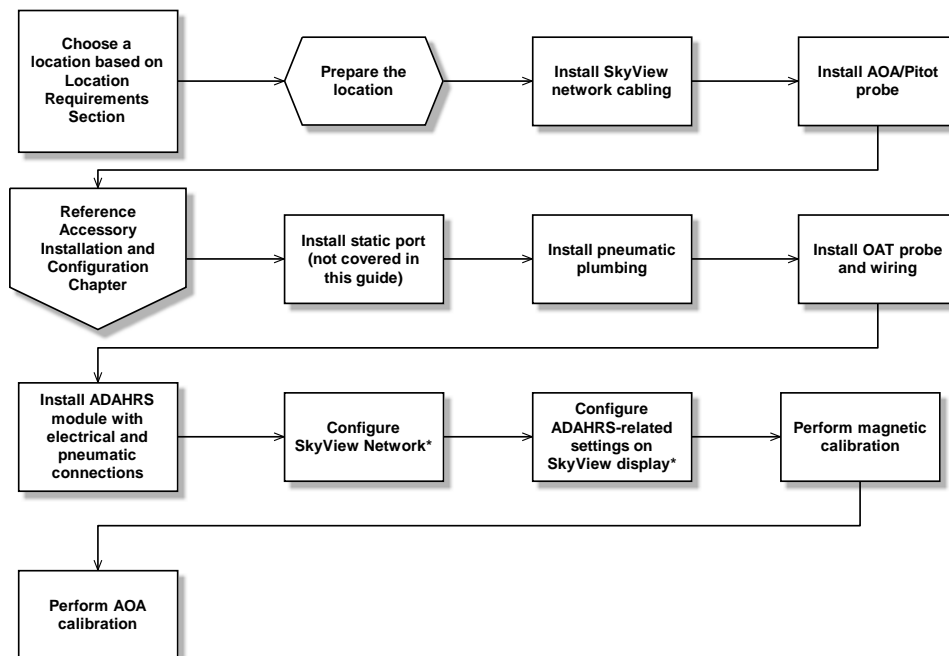 Choose a
location based on
Location
Requirements
Section
Prepare the
location
Install SkyView
network cabling
Install AOA/Pitot
probe
Reference
Accessory
Installation and
Configuration
Chapter
Install static port
(not covered in
this guide)
Install pneumatic
plumbing
Install OAT probe
and wiring
Install ADAHRS
module with
electrical and
pneumatic
connections
Configure
SkyView Network*
Configure
ADAHRS-related
settings on
SkyView display*
Perform magnetic
calibration
Perform AOA
calibration